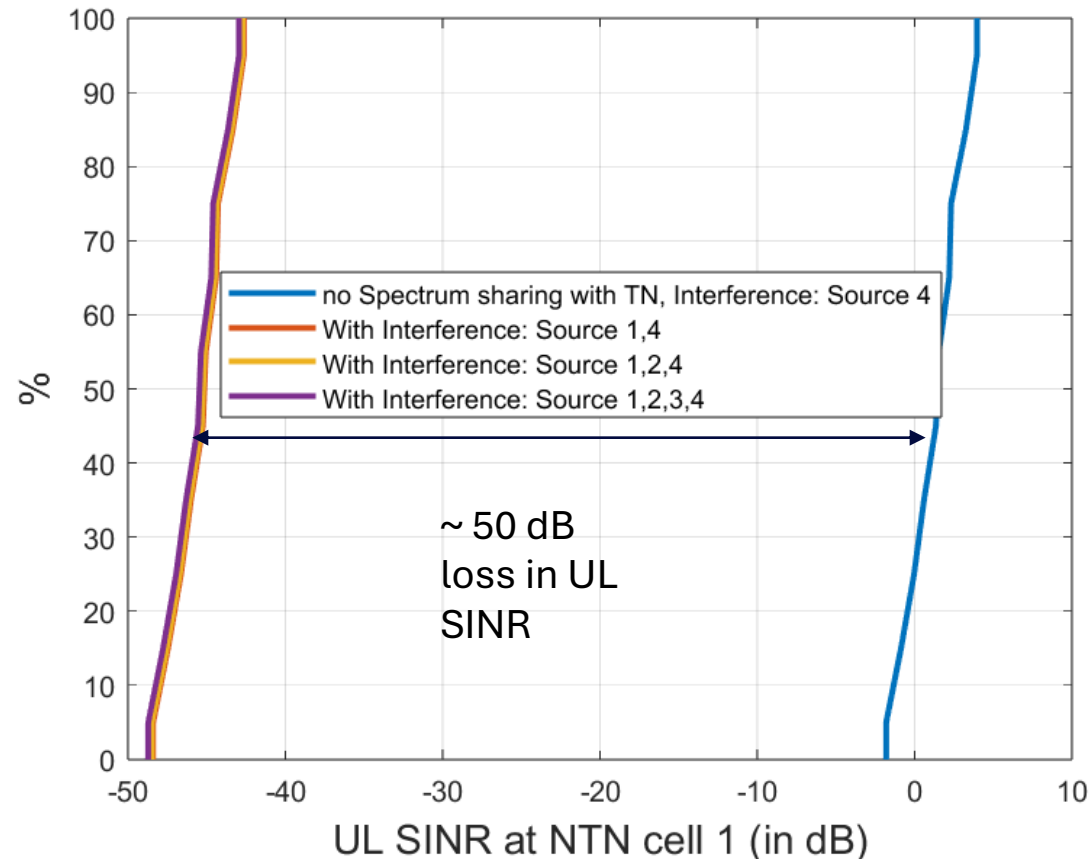 100
90
80
70
60
50
40
30
20
10
0
%
no Spectrum sharing with TN, Interference: Source 4
With Interference: Source 1,4
With Interference: Source 1,2,4
With Interference: Source 1,2,3,4
~ 50 dB
loss in UL
SINR
-50 -40 -30 -20 -10 0 10
UL SINR at NTN cell 1 (in dB)